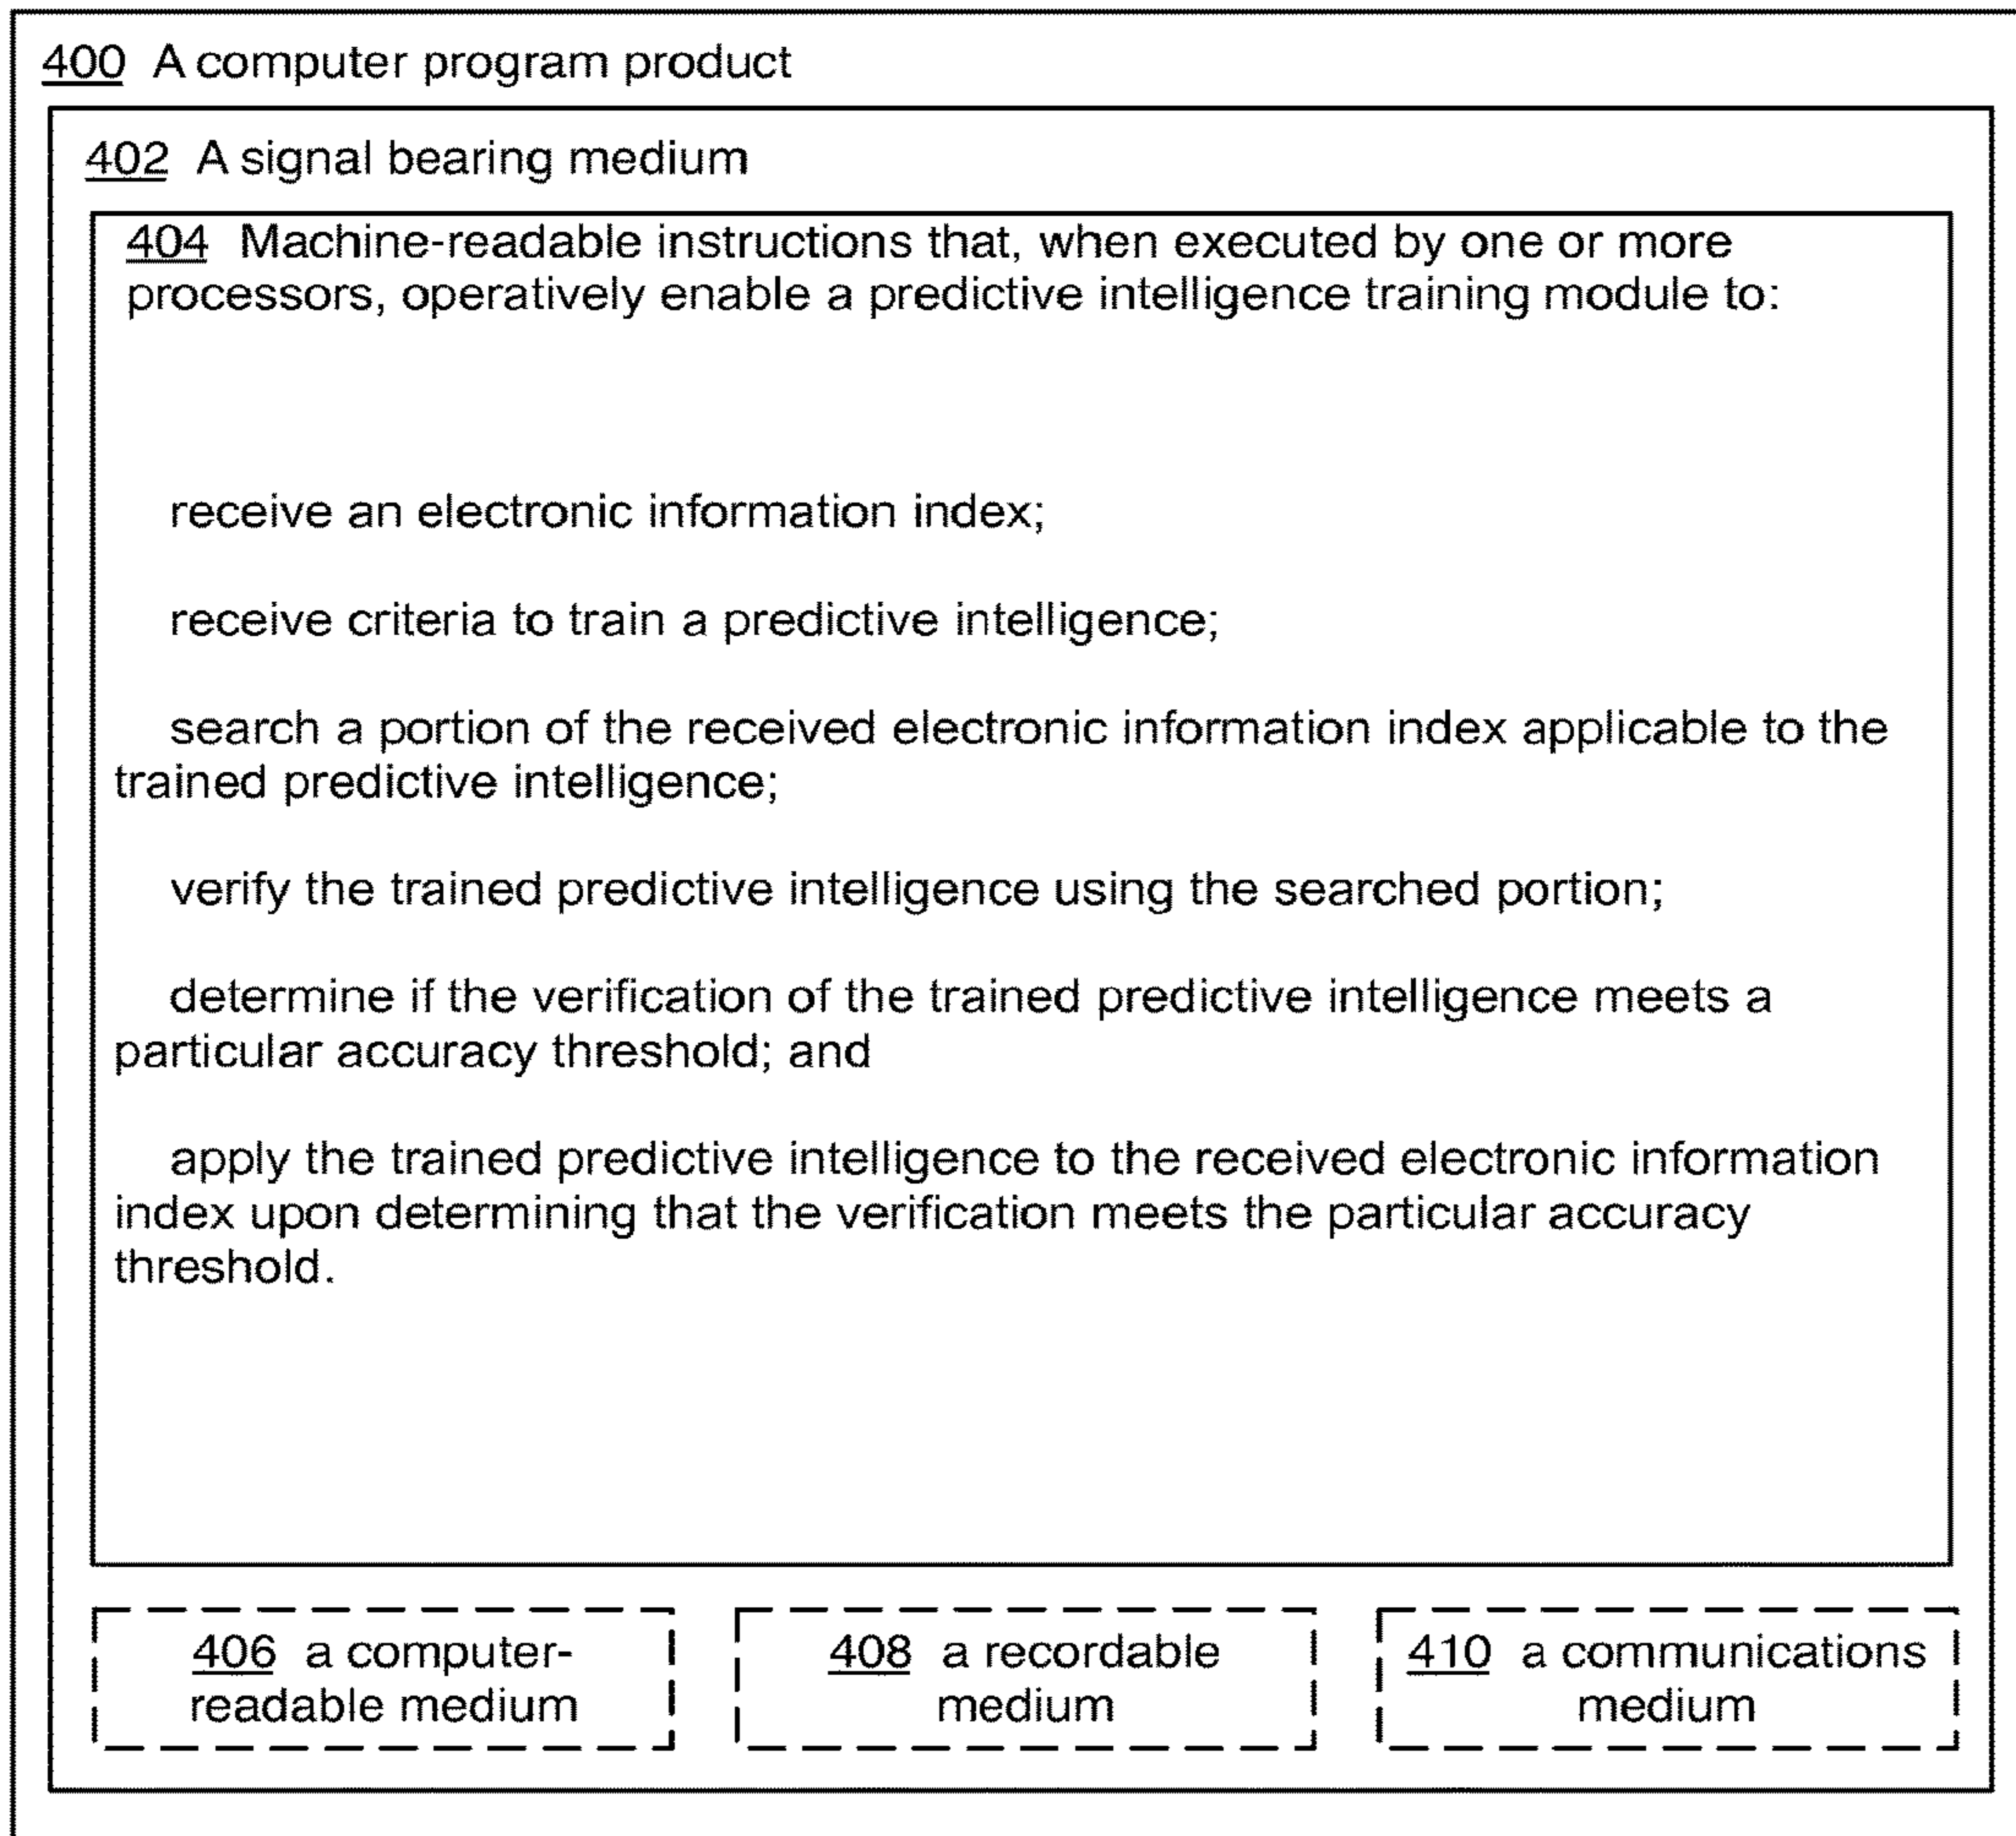 400 A computer program product
402 A signal bearing medium
404 Machine-readable instructions that, when executed by one or more
processors, operatively enable a predictive intelligence training module to:
receive an electronic information index;
receive criteria to train a predictive intelligence;
search a portion of the received electronic information index applicable to the
trained predictive intelligence;
verify the trained predictive intelligence using the searched portion;
determine if the verification of the trained predictive intelligence meets a
particular accuracy threshold; and
apply the trained predictive intelligence to the received electronic information
index upon determining that the verification meets the particular accuracy
threshold.
406 a computer-
readable medium
408 a recordable
medium
410 a communications
medium